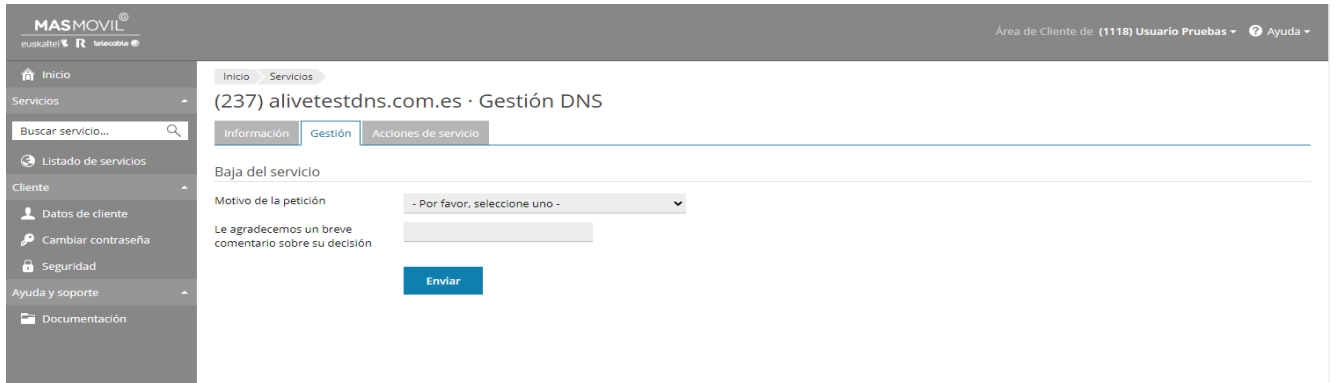 MASMOVIL
euskaltel R telecable
Área de Cliente de (1118) Usuario Pruebas Ayuda
Inicio
Servicios
Buscar servicio...
Listado de servicios
Cliente
Datos de cliente
Cambiar contraseña
Seguridad
Ayuda y soporte
Documentación
Inicio Servicios
(237) alivetestdns.com.es · Gestión DNS
Información Gestión Acciones de servicio
Baja del servicio
Motivo de la petición - Por favor, seleccione uno -
Le agradecemos un breve
comentario sobre su decisión
Enviar